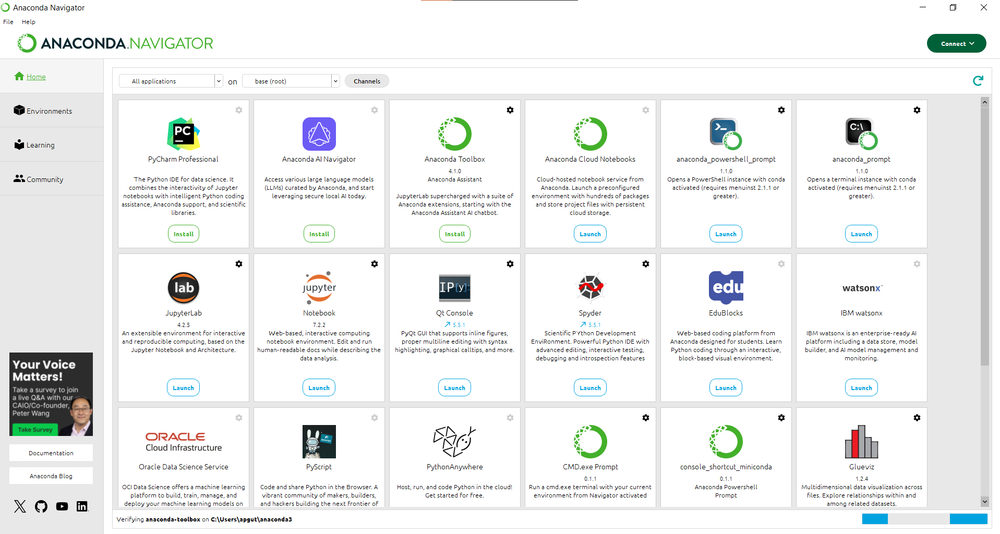 Anaconda Navigator
File Help
ANACONDA.NAVIGATOR
Connect
Home
Environments
Learning
Community
Your Voice
Matters!
Take a survey to join
a live Q&A with our
CAIO/Co-founder,
Peter Wang
Take Survey
Documentation
Anaconda Blog
All applications on base (root) Channels
PC
PyCharm Professional
The Python IDE for data science. It
combines the interactivity of Jupyter
notebooks with intelligent Python coding
assistance, Anaconda support, and scientific
libraries.
Install
Anaconda AI Navigator
Access various large language models
(LLMs) curated by Anaconda, and start
leveraging secure local AI today.
Install
Anaconda Toolbox
4.1.0
Anaconda Assistant
JupyterLab supercharged with a suite of
Anaconda extensions, starting with the
Anaconda Assistant AI chatbot.
Install
Anaconda Cloud Notebooks
Cloud-hosted notebook service from
Anaconda. Launch a preconfigured
environment with hundreds of packages
and store project files with persistent
cloud storage.
Launch
anaconda_powershell_prompt
1.1.0
Opens a PowerShell instance with conda
activated (requires menuinst 2.1.1 or
greater).
Launch
C:\
anaconda_prompt
1.1.0
Opens a terminal instance with conda
activated (requires menuinst 2.1.1 or
greater).
Launch
lab
JupyterLab
4.2.5
An extensible environment for interactive
and reproducible computing, based on the
Jupyter Notebook and Architecture.
Launch
jupyter
Notebook
7.2.2
Web-based, interactive computing
notebook environment. Edit and run
human-readable docs while describing the
data analysis.
Launch
IP[y]:
Qt Console
5.5.1
PyQt GUI that supports inline figures,
proper multiline editing with syntax
highlighting, graphical calltips, and more.
Launch
Spyder
5.5.1
Scientific PYthon Development
EnviRonment. Powerful Python IDE with
advanced editing, interactive testing,
debugging and introspection features
Launch
edu
EduBlocks
Web-based coding platform from
Anaconda designed for students. Learn
Python coding through an interactive,
block-based visual environment.
Launch
watsonx™
IBM watsonx
IBM watsonx is an enterprise-ready AI
platform including a data store, model
builder, and AI model management and
monitoring.
Launch
ORACLE
Cloud Infrastructure
Oracle Data Science Service
OCI Data Science offers a machine learning
platform to build, train, manage, and
deploy your machine learning models on
PyScript
Code and share Python in the Browser. A
vibrant community of makers, builders,
and hackers building the next frontier of
PythonAnywhere
Host, run, and code Python in the cloud!
Get started for free.
CMD.exe Prompt
0.1.1
Run a cmd.exe terminal with your current
environment from Navigator activated
console_shortcut_miniconda
0.1.1
Anaconda Powershell
Prompt
Glueviz
1.2.4
Multidimensional data visualization across
files. Explore relationships within and
among related datasets.
Verifying anaconda-toolbox on C:\Users\apgut\anaconda3